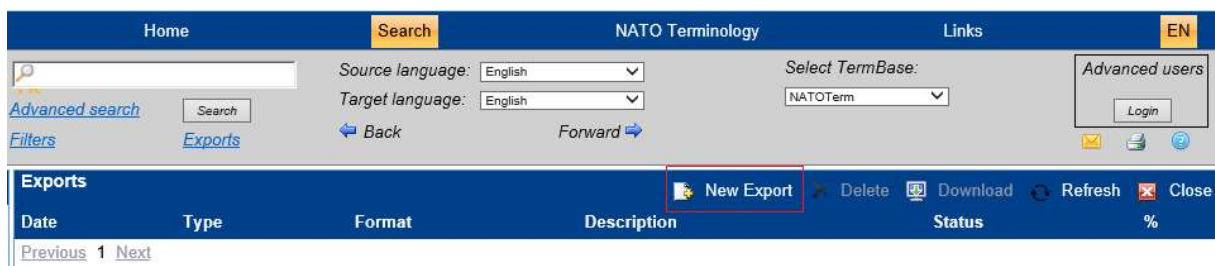 Home Search NATO Terminology Links EN
Source language: English Select TermBase: Advanced users
Target language: English NATOTerm
Advanced search Search Login
Back Forward
Filters Exports
Exports New Export Delete Download Refresh Close
Date Type Format Description Status %
Previous 1 Next